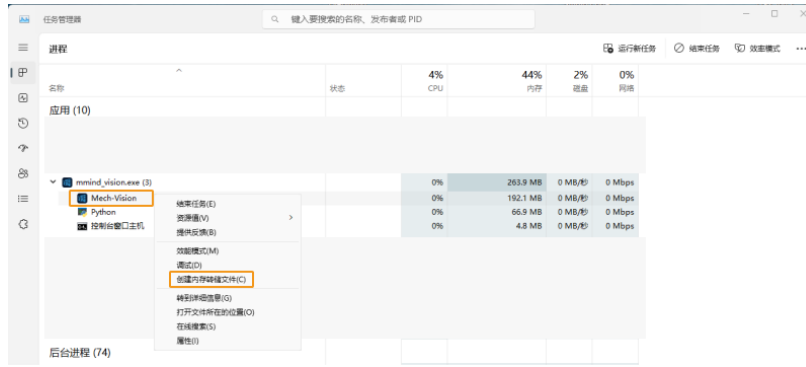 任务管理器
键入要搜索的名称、发布者或 PID
进程
运行新任务
结束任务
效率模式
4% 44% 2% 0%
名称 状态 CPU 内存 磁盘 网络
应用 (10)
mmind_vision.exe (3) 0% 263.9 MB 0 MB/秒 0 Mbps
Mech-Vision 0% 192.1 MB 0 MB/秒 0 Mbps
Python 0% 66.9 MB 0 MB/秒 0 Mbps
控制台窗口主机 0% 4.8 MB 0 MB/秒 0 Mbps
结束任务(E)
资源值(V)
提供反馈(B)
效能模式(M)
调试(D)
创建内存转储文件(C)
转到详细信息(G)
打开文件所在的位置(O)
在线搜索(S)
属性(I)
后台进程 (74)